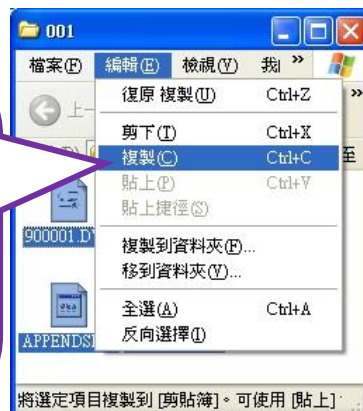 001
檔案(F) 編輯(E) 檢視(V) 我 »
復原 複製(U) Ctrl+Z
上一 »
剪下(T) Ctrl+X
複製(C) Ctrl+C
至
貼上(P) Ctrl+V
貼上捷徑(S)
900001.D
複製到資料夾(F)...
移到資料夾(V)...
全選(A) Ctrl+A
反向選擇(I)
APPENDS
將選定項目複製到 [剪貼簿]。可使用 [貼上]